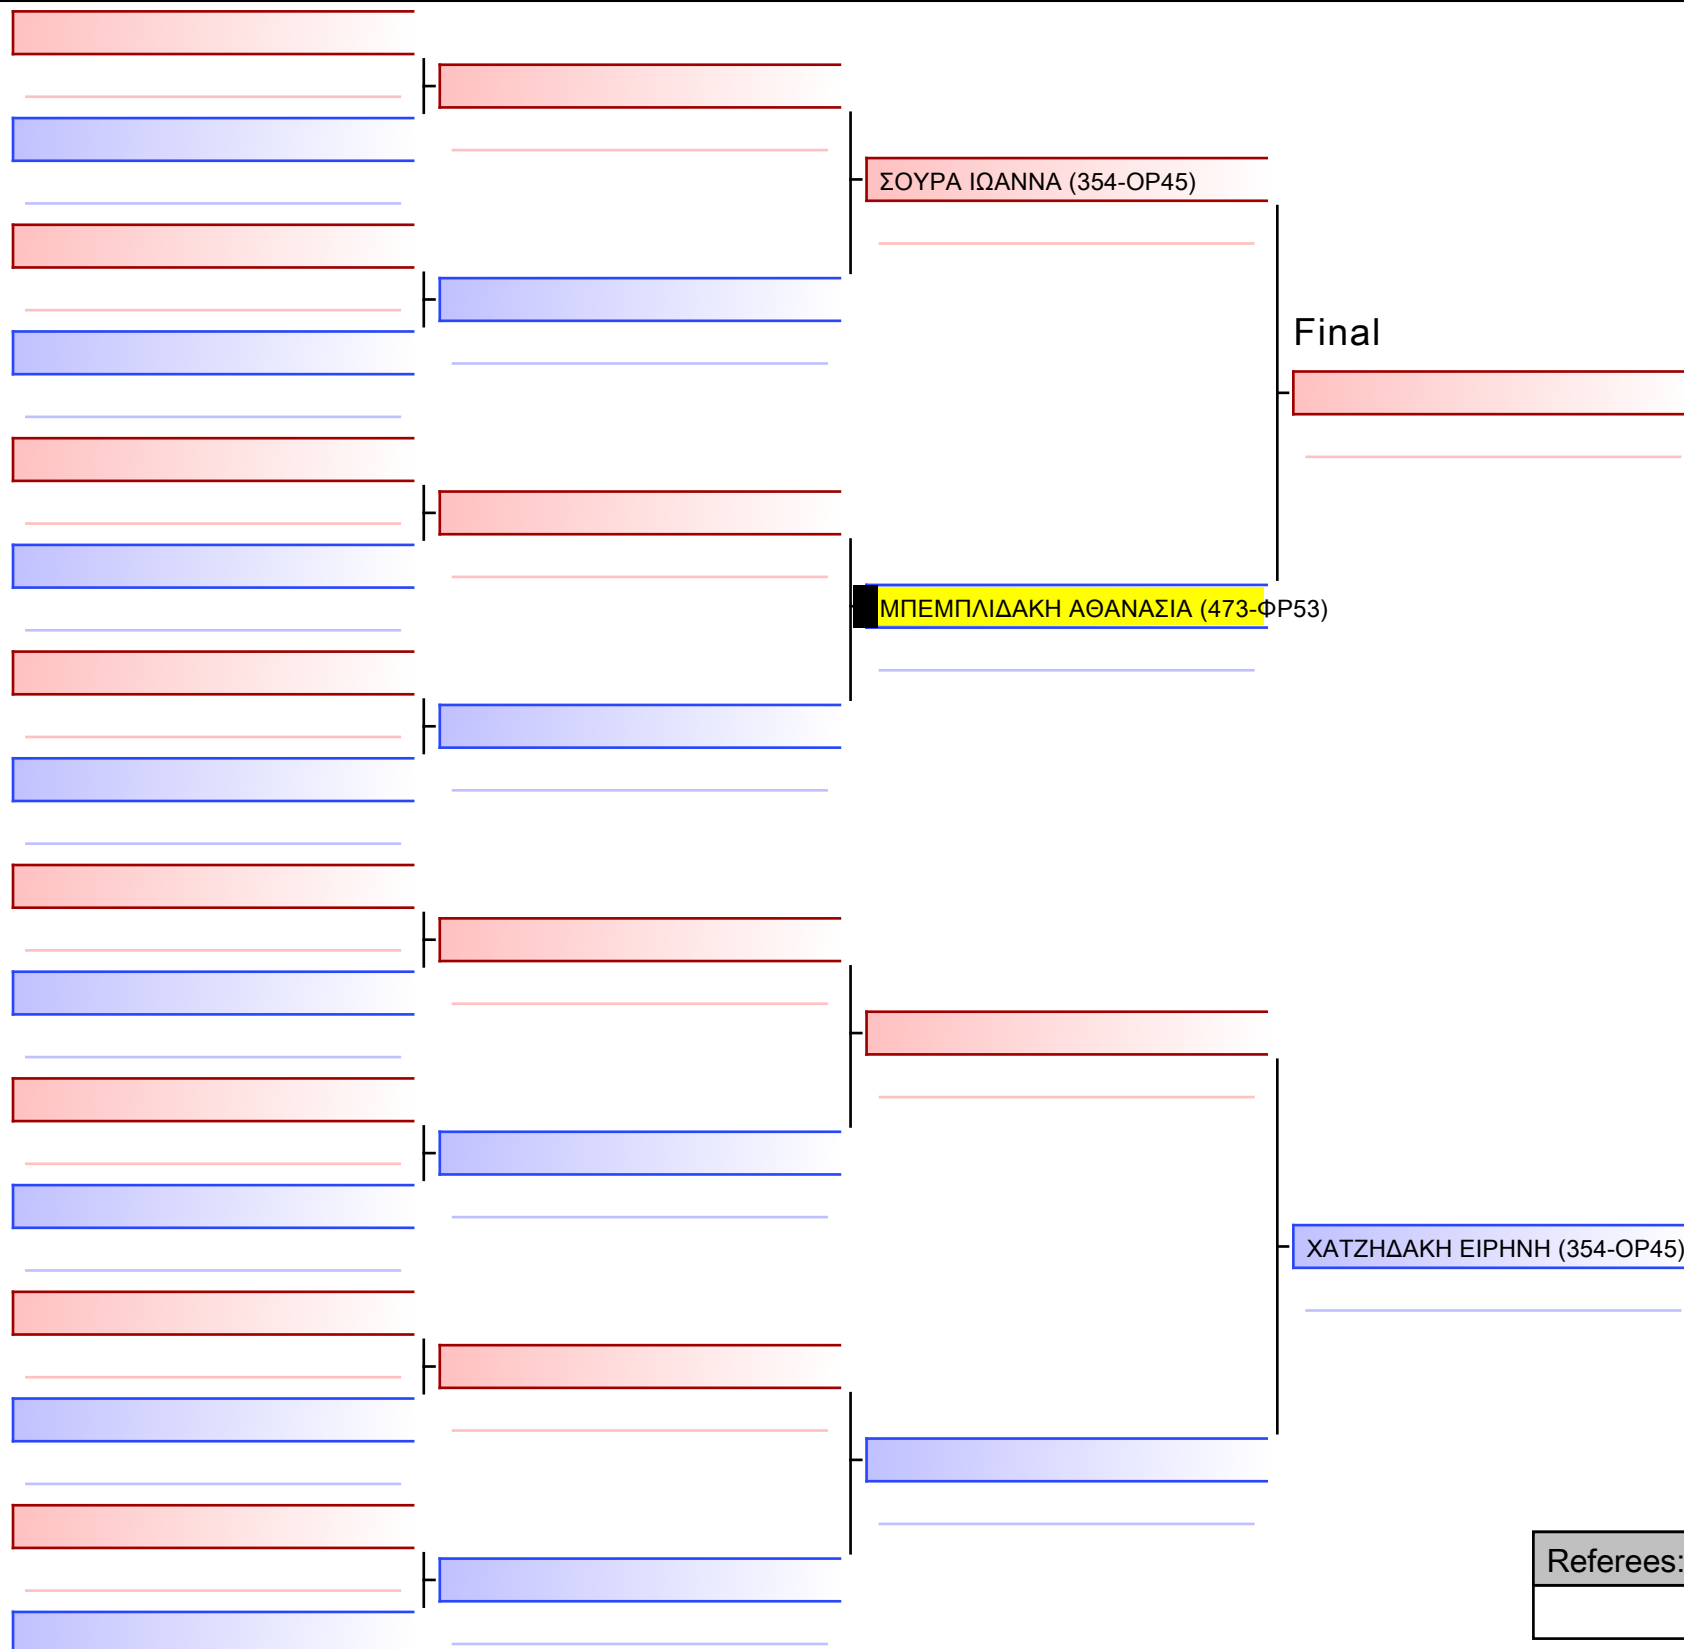 ΣΟΥΡΑ ΙΩΑΝΝΑ (354-ΟΡ45)
Final
ΜΠΕΜΠΛΙΔΑΚΗ ΑΘΑΝΑΣΙΑ (473-ΦΡ53)
ΧΑΤΖΗΔΑΚΗ ΕΙΡΗΝΗ (354-ΟΡ45)
Referees: